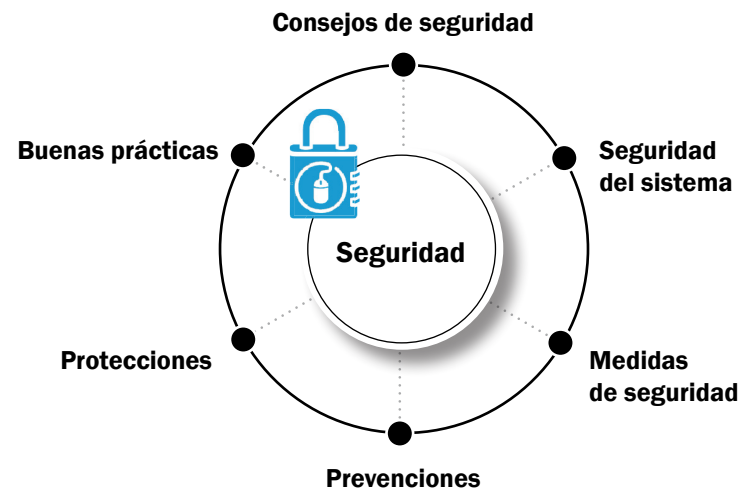 Consejos de seguridad
Buenas prácticas
Seguridad
del sistema
Seguridad
Protecciones
Medidas
de seguridad
Prevenciones